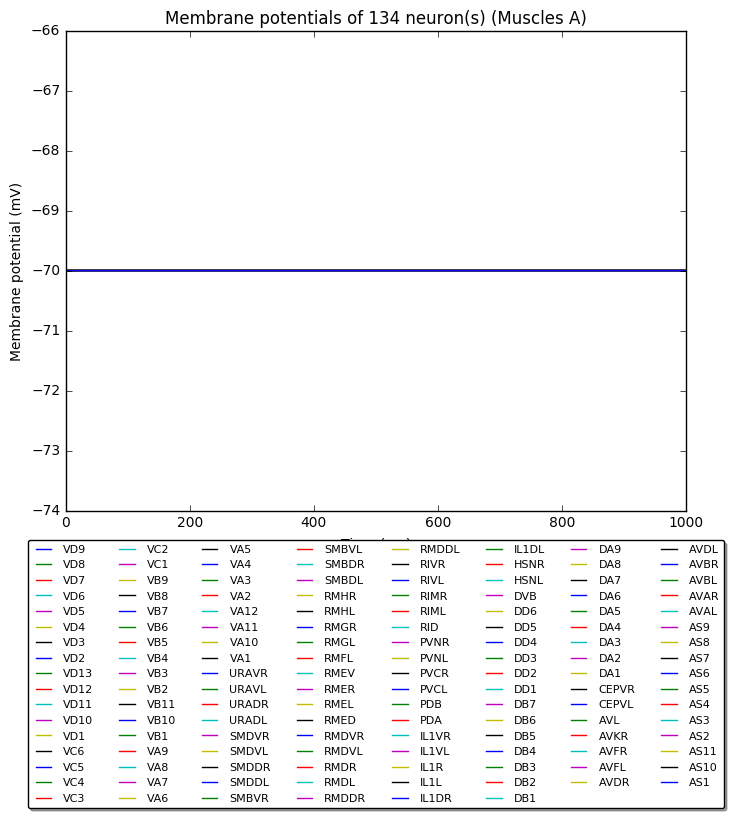 Membrane potentials of 134 neuron(s) (Muscles A)
Membrane potential (mV)
−66
−67
−68
−69
−70
−71
−72
−73
−74
0 200 400 600 800 1000
VD9 VC2 VA5 SMBVL RMDDL IL1DL DA9 AVDL
VD8 VC1 VA4 SMBDR RIVR HSNR DA8 AVBR
VD7 VB9 VA3 SMBDL RIVL HSNL DA7 AVBL
VD6 VB8 VA2 RMHR RIMR DVB DA6 AVAR
VD5 VB7 VA12 RMHL RIML DD6 DA5 AVAL
VD4 VB6 VA11 RMGR RID DD5 DA4 AS9
VD3 VB5 VA10 RMGL PVNR DD4 DA3 AS8
VD2 VB4 VA1 RMFL PVNL DD3 DA2 AS7
VD13 VB3 URAVR RMEV PVCR DD2 DA1 AS6
VD12 VB2 URAVL RMER PVCL DD1 CEPVR AS5
VD11 VB11 URADR RMEL PDB DB7 CEPVL AS4
VD10 VB10 URADL RMED PDA DB6 AVL AS3
VD1 VB1 SMDVR RMDVR IL1VR DB5 AVKR AS2
VC6 VA9 SMDVL RMDVL IL1VL DB4 AVFR AS11
VC5 VA8 SMDDR RMDR IL1R DB3 AVFL AS10
VC4 VA7 SMDDL RMDL IL1L DB2 AVDR AS1
VC3 VA6 SMBVR RMDDR IL1DR DB1